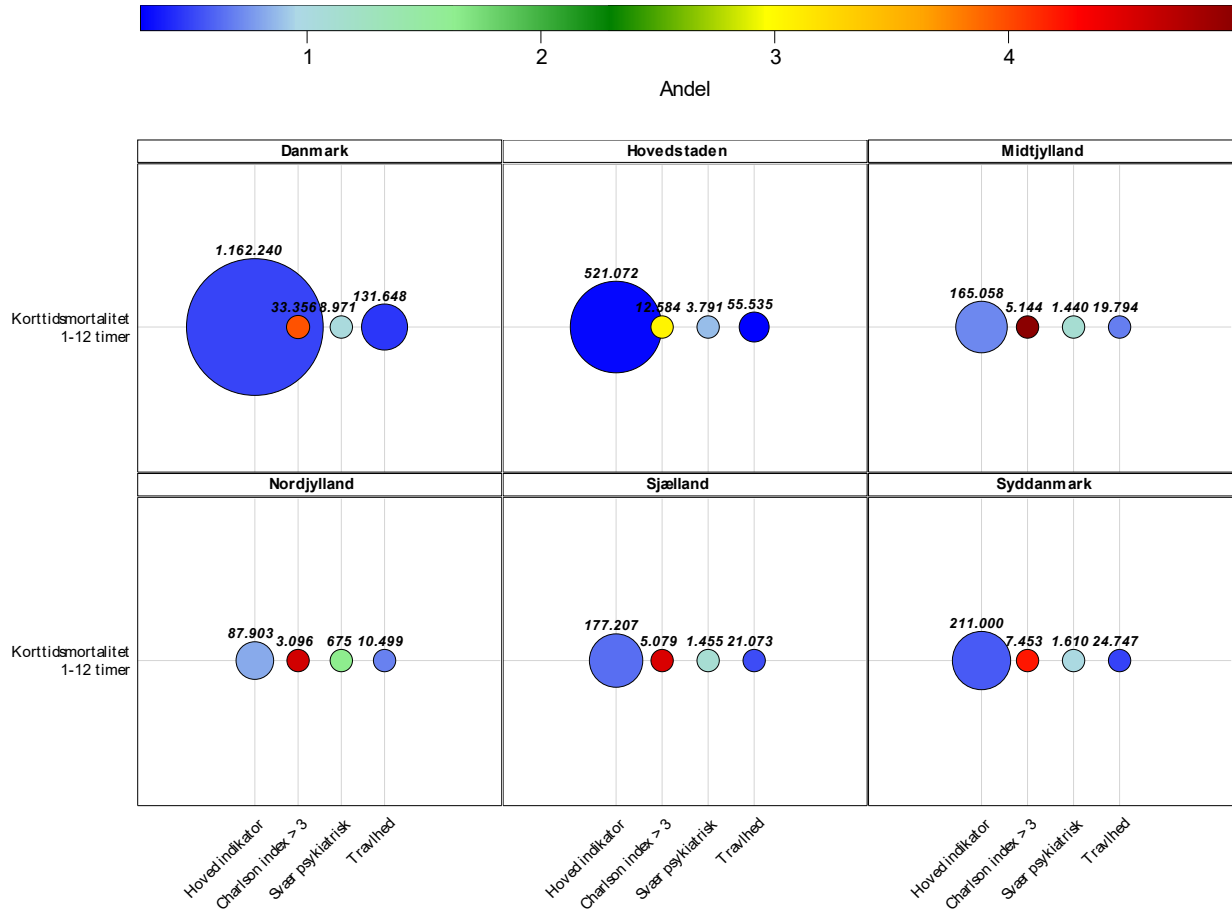 1 2 3 4
Andel
Danmark Hovedstaden Midtjylland
1.162.240 33.356 8.971 131.648
521.072 12.584 3.791 55.535
165.058 5.144 1.440 19.794
Korttidsmortalitet
1-12 timer
Nordjylland Sjælland Syddanmark
87.903 3.096 675 10.499
177.207 5.079 1.455 21.073
211.000 7.453 1.610 24.747
Korttidsmortalitet
1-12 timer
Hovedindikator Charlson index > 3 Svær psykiatrisk Travlhed
Hovedindikator Charlson index > 3 Svær psykiatrisk Travlhed
Hovedindikator Charlson index > 3 Svær psykiatrisk Travlhed